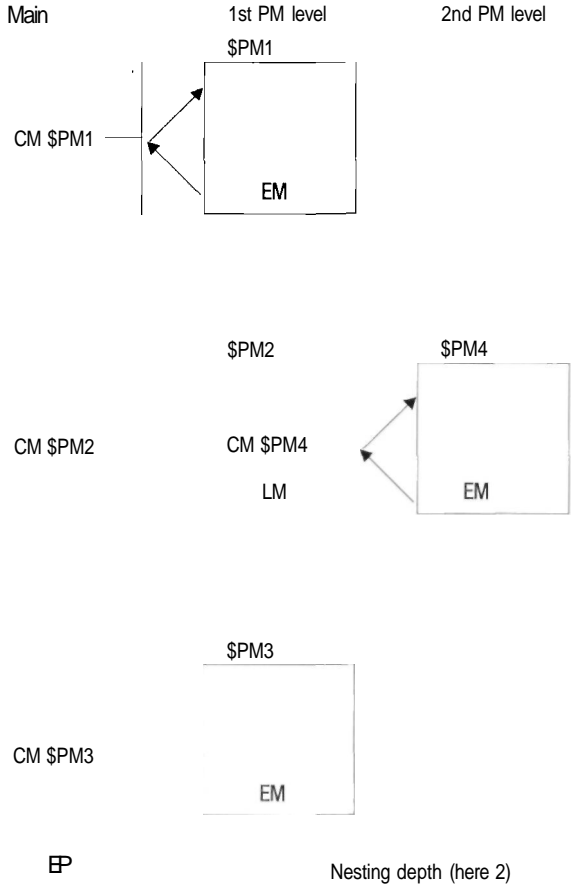 Main 1st PM level 2nd PM level
$PM1
CM $PM1
EM
$PM2 $PM4
CM $PM2 CM $PM4
LM EM
$PM3
CM $PM3
EM
EP Nesting depth (here 2)